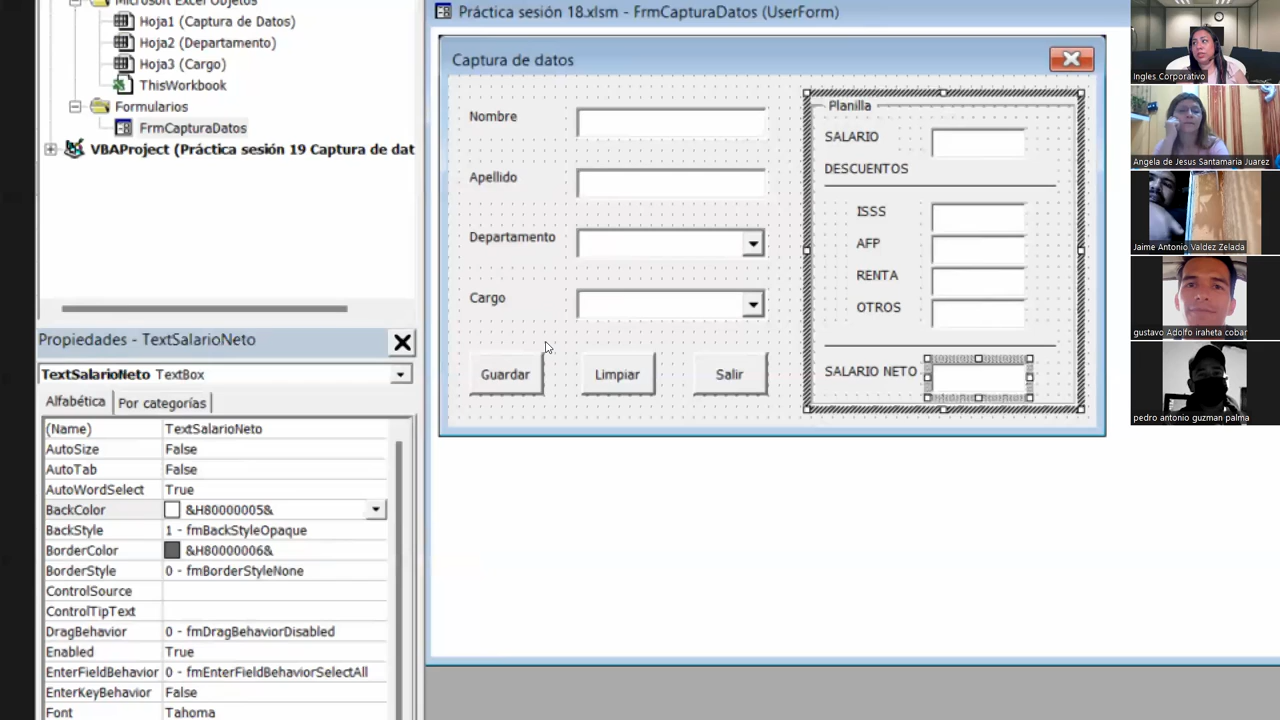 Microsoft Excel Objetos
Hoja1 (Captura de Datos)
Hoja2 (Departamento)
Hoja3 (Cargo)
ThisWorkbook
Formularios
FrmCapturaDatos
VBAProject (Práctica sesión 19 Captura de dat
Propiedades - TextSalarioNeto
TextSalarioNeto TextBox
Alfabética
Por categorías
(Name) TextSalarioNeto
AutoSize False
AutoTab False
AutoWordSelect True
BackColor &H80000005&
BackStyle 1 - fmBackStyleOpaque
BorderColor &H80000006&
BorderStyle 0 - fmBorderStyleNone
ControlSource
ControlTipText
DragBehavior 0 - fmDragBehaviorDisabled
Enabled True
EnterFieldBehavior 0 - fmEnterFieldBehaviorSelectAll
EnterKeyBehavior False
Font Tahoma
Práctica sesión 18.xlsm - FrmCapturaDatos (UserForm)
Captura de datos
Nombre
Apellido
Departamento
Cargo
Guardar
Limpiar
Salir
Planilla
SALARIO
DESCUENTOS
ISSS
AFP
RENTA
OTROS
SALARIO NETO
Ingles Corporativo
Angela de Jesus Santamaria Juarez
Jaime Antonio Valdez Zelada
gustavo Adolfo iraheta cobar
pedro antonio guzman palma